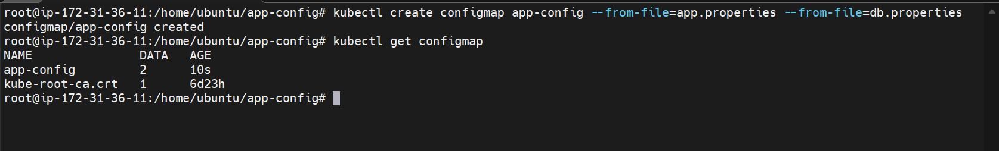 root@ip-172-31-36-11:/home/ubuntu/app-config# kubectl create configmap app-config --from-file=app.properties --from-file=db.properties
configmap/app-config created
root@ip-172-31-36-11:/home/ubuntu/app-config# kubectl get configmap
NAME               DATA   AGE
app-config         2      10s
kube-root-ca.crt   1      6d23h
root@ip-172-31-36-11:/home/ubuntu/app-config#